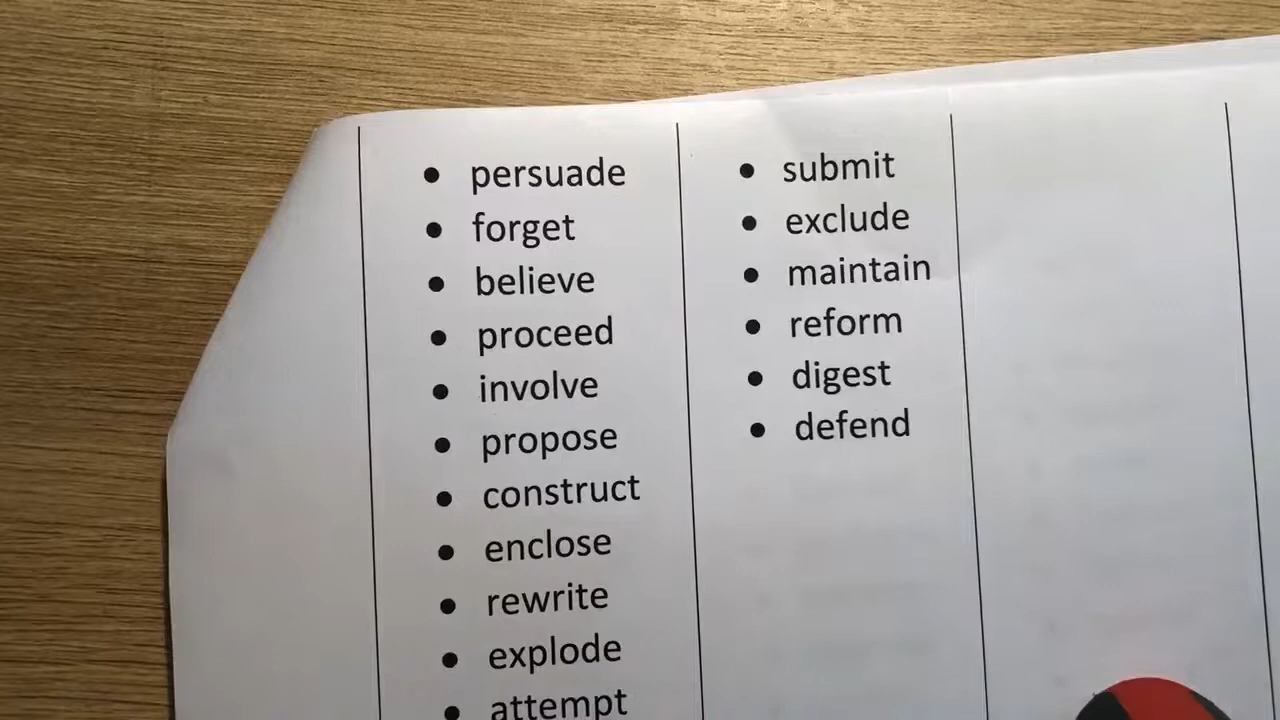 • persuade
• forget
• believe
• proceed
• involve
• propose
• construct
• enclose
• rewrite
• explode
• attempt
• submit
• exclude
• maintain
• reform
• digest
• defend